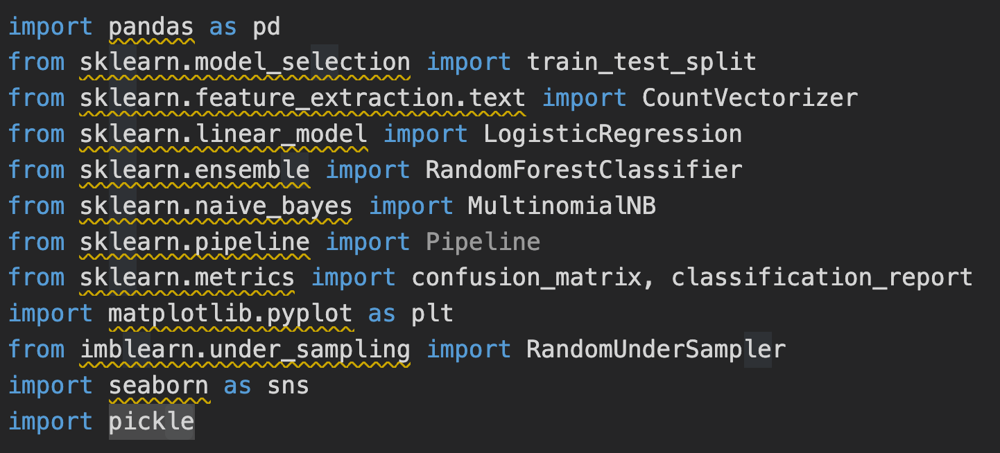 import pandas as pd
from sklearn.model_selection import train_test_split
from sklearn.feature_extraction.text import CountVectorizer
from sklearn.linear_model import LogisticRegression
from sklearn.ensemble import RandomForestClassifier
from sklearn.naive_bayes import MultinomialNB
from sklearn.pipeline import Pipeline
from sklearn.metrics import confusion_matrix, classification_report
import matplotlib.pyplot as plt
from imblearn.under_sampling import RandomUnderSampler
import seaborn as sns
import pickle